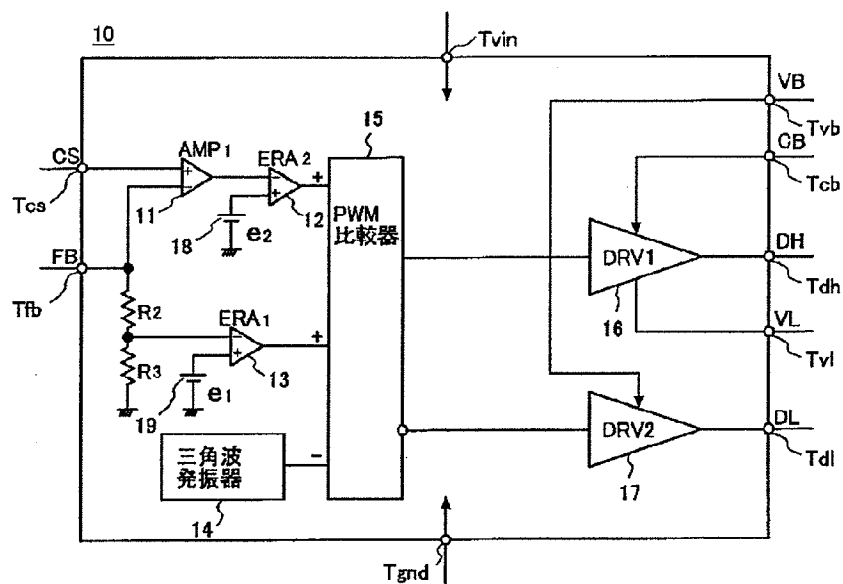 10
Tvin
VB
Tvb
CB
Tcb
15
CS
Tcs
AMP1
11
ERA2
12
18
e2
PWM
比較器
DRV1
16
DH
Tdh
VL
Tvl
FB
Tfb
R2
R3
ERA1
13
19
e1
DRV2
17
DL
Tdl
三角波
発振器
14
Tgnd